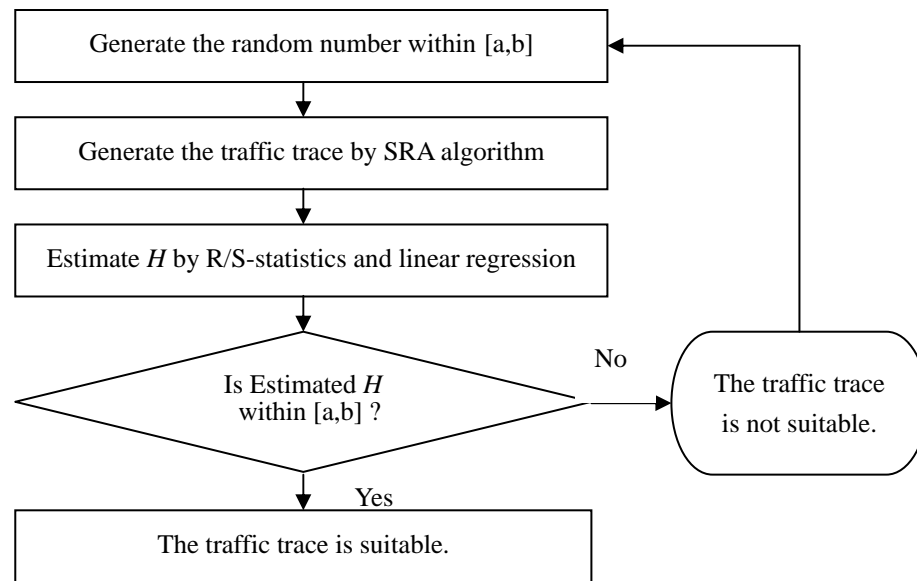 Generate the random number within [a,b]
Generate the traffic trace by SRA algorithm
Estimate H by R/S-statistics and linear regression
Is Estimated H
within [a,b] ?
No
The traffic trace
is not suitable.
Yes
The traffic trace is suitable.